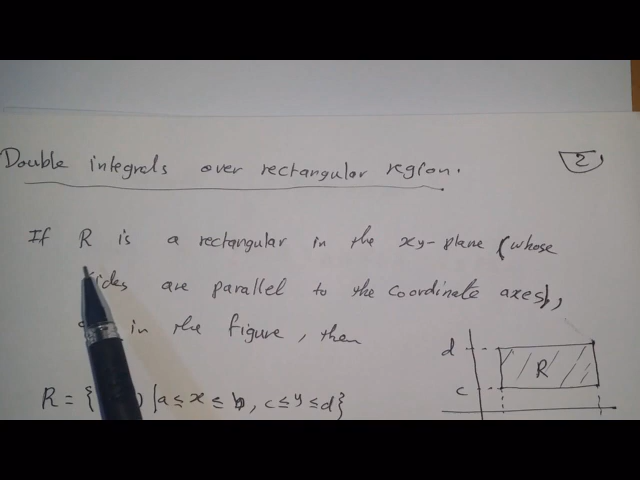 Double integrals over rectangular region.
2
If R is a rectangular in the xy-plane (whose
sides are parallel to the coordinate axes),
in the figure, then
d
R
c
R = { ) | a ≤ x ≤ b, c ≤ y ≤ d}